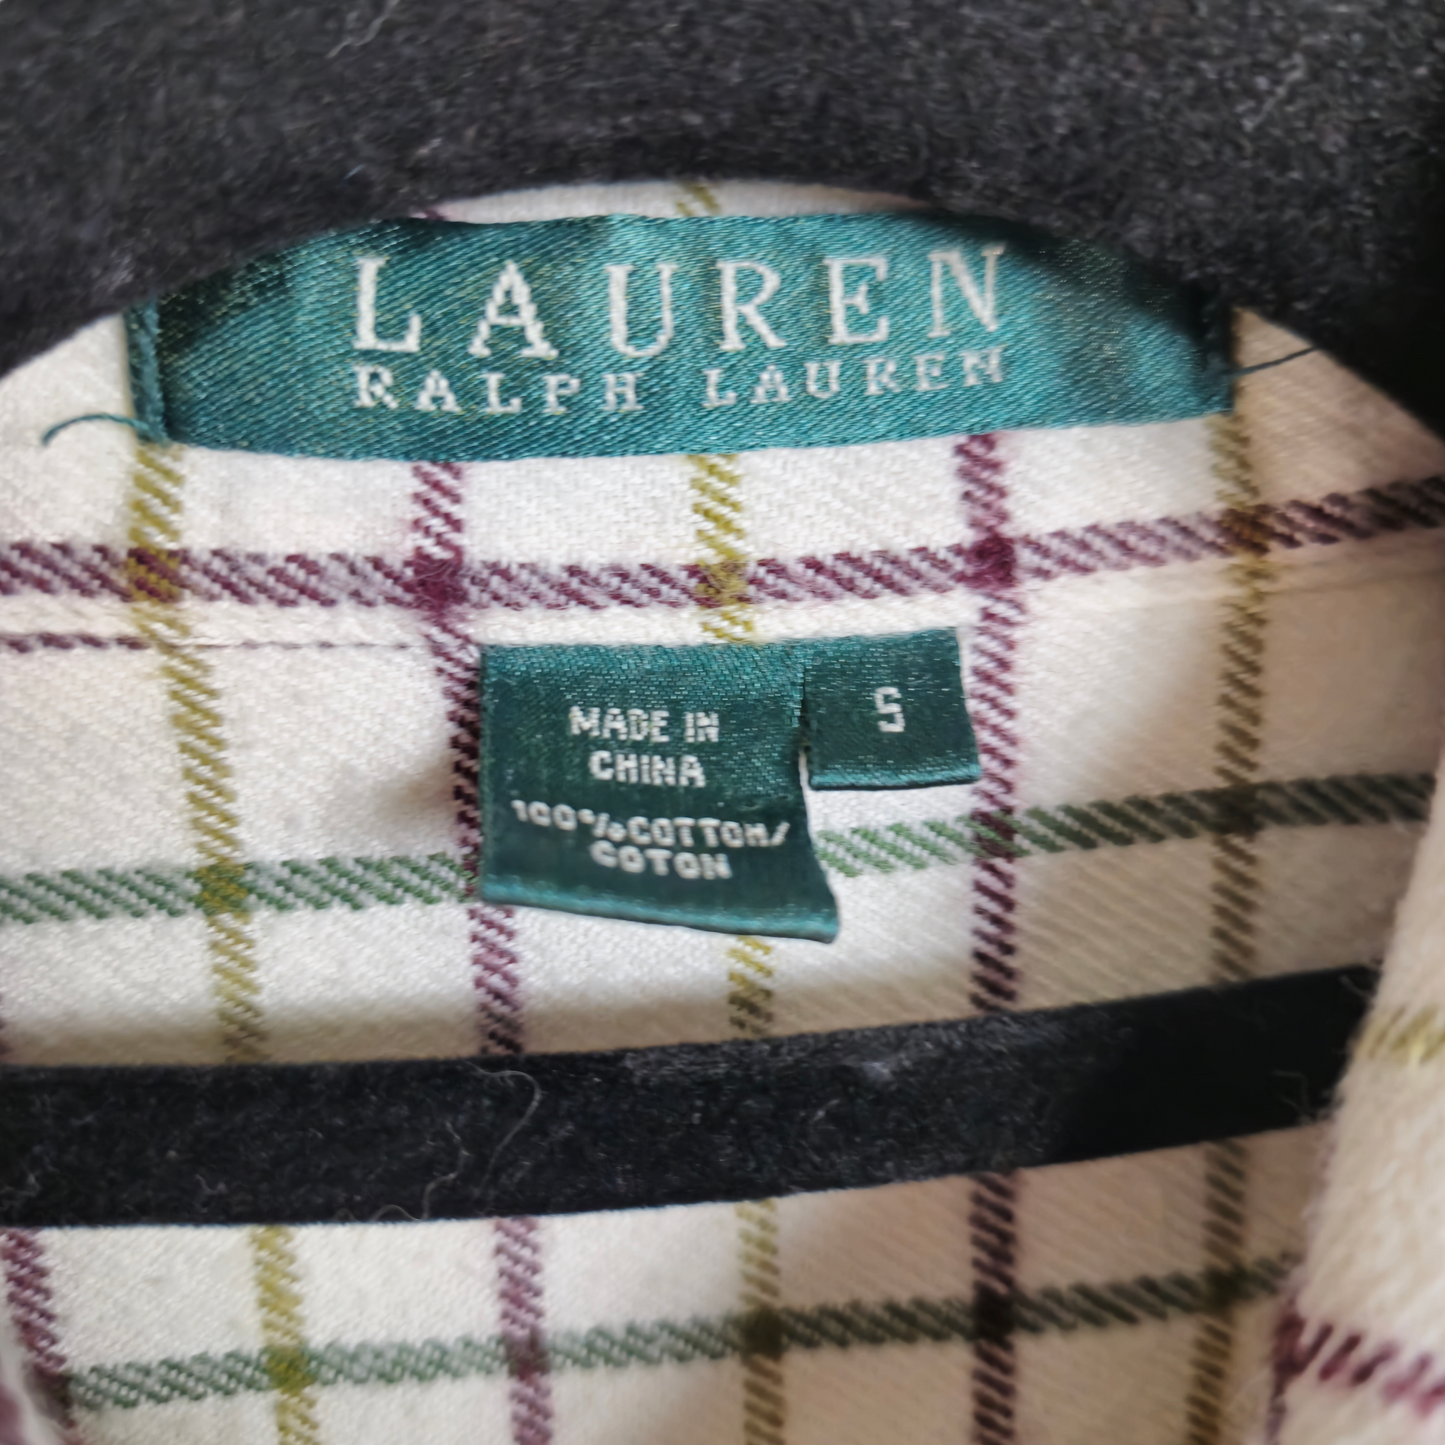 LAUREN
RALPH LAUREN
MADE IN
CHINA
100%COTTON/
COTON
S